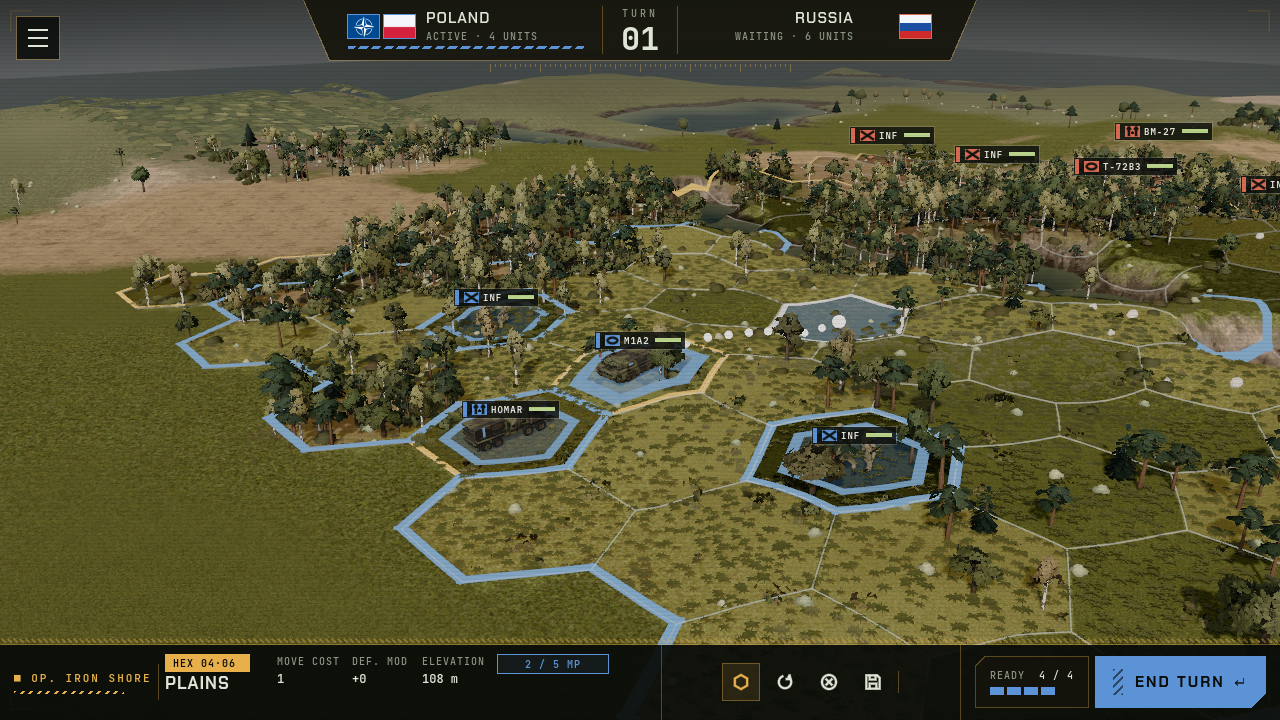 POLAND
ACTIVE · 4 UNITS
TURN
01
RUSSIA
WAITING · 6 UNITS
INF
BM-27
INF
T-72B3
INF
M1A2
HOMAR
INF
OP. IRON SHORE
HEX 04·06
PLAINS
MOVE COST
1
DEF. MOD
+0
ELEVATION
108 m
2 / 5 MP
READY 4 / 4
END TURN ↵